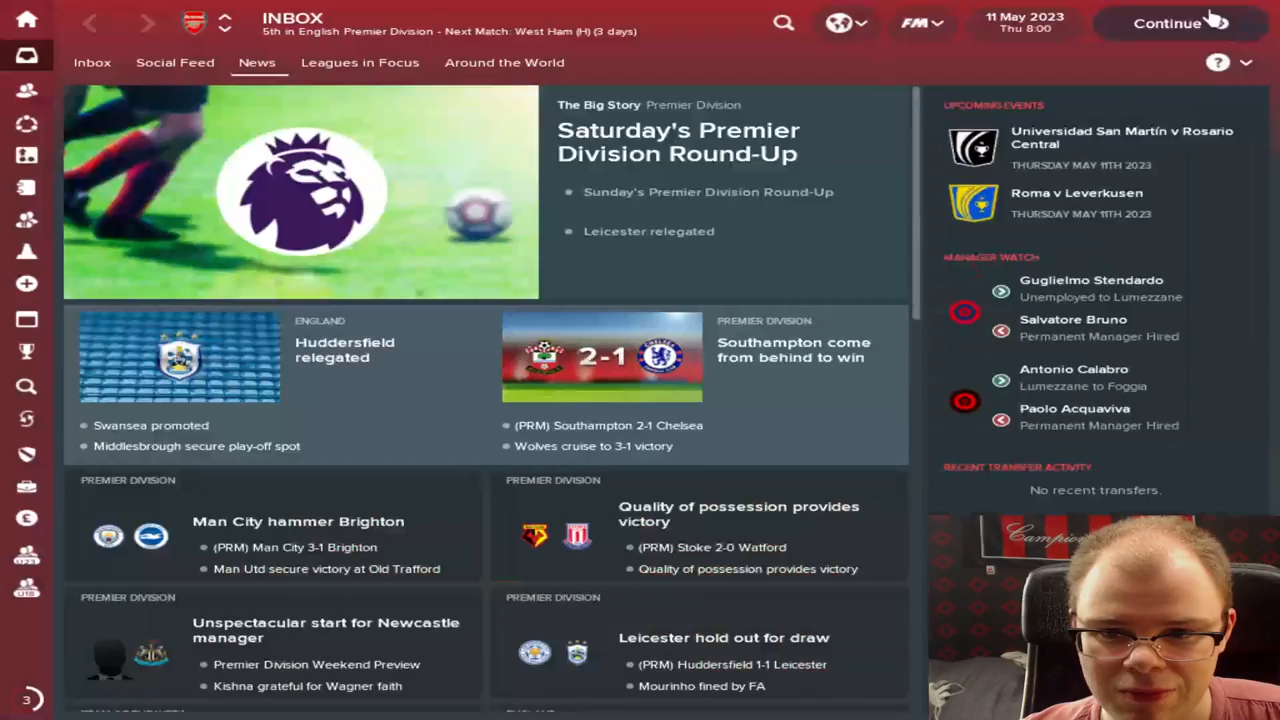 INBOX
5th in English Premier Division - Next Match: West Ham (H) (3 days)
FM
11 May 2023
Thu 8:00
Continue
Inbox
Social Feed
News
Leagues in Focus
Around the World
?
The Big Story Premier Division
Saturday's Premier
Division Round-Up
Sunday's Premier Division Round-Up
Leicester relegated
ENGLAND
Huddersfield
relegated
Swansea promoted
Middlesbrough secure play-off spot
2-1
PREMIER DIVISION
Southampton come
from behind to win
(PRM) Southampton 2-1 Chelsea
Wolves cruise to 3-1 victory
PREMIER DIVISION
Man City hammer Brighton
(PRM) Man City 3-1 Brighton
Man Utd secure victory at Old Trafford
PREMIER DIVISION
Quality of possession provides
victory
(PRM) Stoke 2-0 Watford
Quality of possession provides victory
PREMIER DIVISION
Unspectacular start for Newcastle
manager
Premier Division Weekend Preview
Kishna grateful for Wagner faith
PREMIER DIVISION
Leicester hold out for draw
(PRM) Huddersfield 1-1 Leicester
Mourinho fined by FA
UPCOMING EVENTS
Universidad San Martín v Rosario
Central
THURSDAY MAY 11TH 2023
Roma v Leverkusen
THURSDAY MAY 11TH 2023
MANAGER WATCH
Guglielmo Stendardo
Unemployed to Lumezzane
Salvatore Bruno
Permanent Manager Hired
Antonio Calabro
Lumezzane to Foggia
Paolo Acquaviva
Permanent Manager Hired
RECENT TRANSFER ACTIVITY
No recent transfers.
U23
U18
3